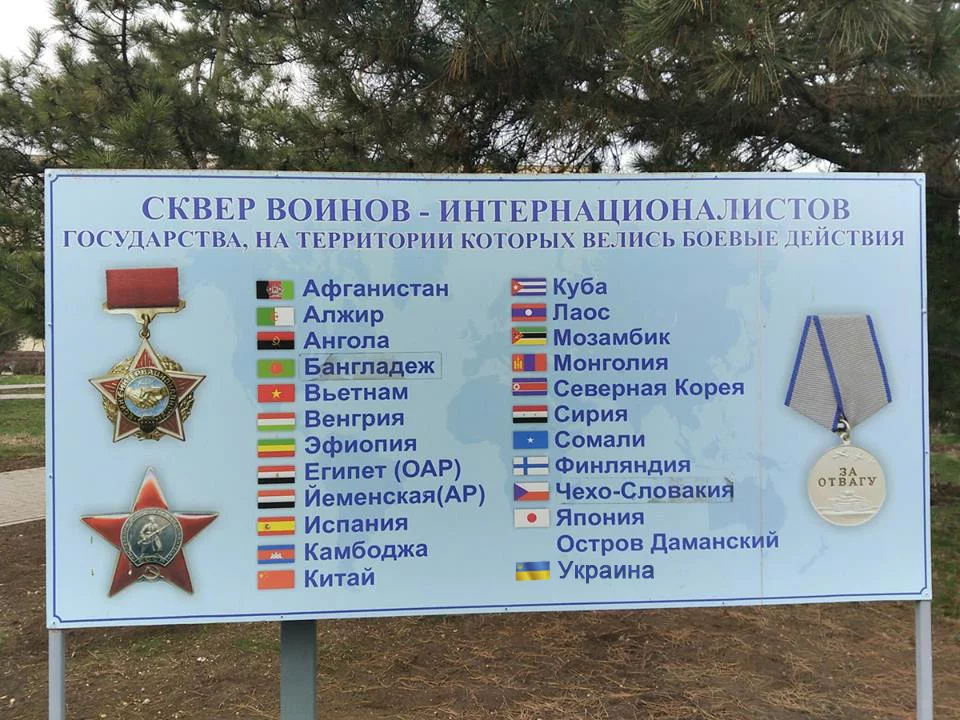 СКВЕР ВОИНОВ - ИНТЕРНАЦИОНАЛИСТОВ
ГОСУДАРСТВА, НА ТЕРРИТОРИИ КОТОРЫХ ВЕЛИСЬ БОЕВЫЕ ДЕЙСТВИЯ
Афганистан
Алжир
Ангола
Бангладеж
Вьетнам
Венгрия
Эфиопия
Египет (ОАР)
Йеменская(АР)
Испания
Камбоджа
Китай
Куба
Лаос
Мозамбик
Монголия
Северная Корея
Сирия
Сомали
Финляндия
Чехо-Словакия
Япония
Остров Даманский
Украина
ЗА
ОТВАГУ